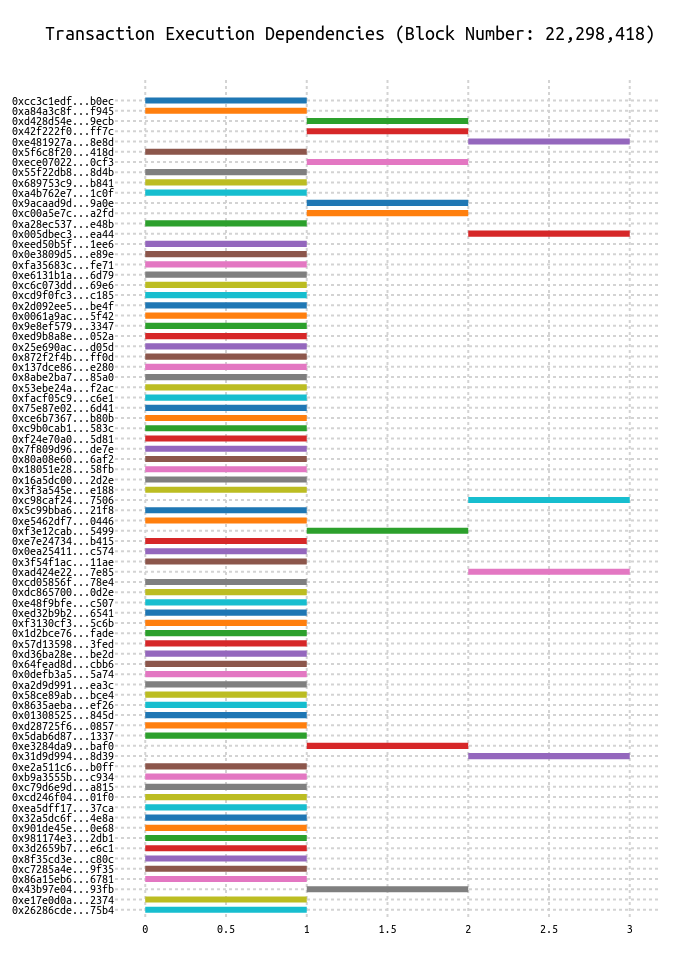 Transaction Execution Dependencies (Block Number: 22,298,418)
0xcc3c1edf...b0ec
0xa84a3c8f...f945
0xd428d54e...9ecb
0x42f222f0...ff7c
0xe481927a...8e8d
0x5f6c8f20...418d
0xece07022...0cf3
0x55f22db8...8d4b
0x689753c9...b841
0xa4b762e7...1c0f
0x9acaad9d...9a0e
0xc00a5e7c...a2fd
0xa28ec537...e48b
0x005dbec3...ea44
0xeed50b5f...1ee6
0x0e3809d5...e89e
0xfa35683c...fe71
0xe6131b1a...6d79
0xc6c073dd...69e6
0xcd9f0fc3...c185
0x2d092ee5...be4f
0x0061a9ac...5f42
0x9e8ef579...3347
0xed9b8a8e...052a
0x25e690ac...d05d
0x872f2f4b...ff0d
0x137dce86...e280
0x8abe2ba7...85a0
0x53ebe24a...f2ac
0xfacf05c9...c6e1
0x75e87e02...6d41
0xce6b7367...b80b
0xc9b0cab1...583c
0xf24e70a0...5d81
0x7f809d96...de7e
0x80a08e60...6af2
0x18051e28...58fb
0x16a5dc00...2d2e
0x3f3a545e...e188
0xc98caf24...7506
0x5c99bba6...21f8
0xe5462df7...0446
0xf3e12cab...5499
0xe7e24734...b415
0x0ea25411...c574
0x3f54f1ac...11ae
0xad424e22...7e85
0xcd05856f...78e4
0xdc865700...0d2e
0xe48f9bfe...c507
0xed32b9b2...6541
0xf3130cf3...5c6b
0x1d2bce76...fade
0x57d13598...3fed
0xd36ba28e...be2d
0x64fead8d...cbb6
0x0defb3a5...5a74
0xa2d9d991...ea3c
0x58ce89ab...bce4
0x8635aeba...ef26
0x01308525...845d
0xd28725f6...0857
0x5dab6d87...1337
0xe3284da9...baf0
0x31d9d994...8d39
0xe2a511c6...b0ff
0xb9a3555b...c934
0xc79d6e9d...a815
0xcd246f04...01f0
0xea5dff17...37ca
0x32a5dc6f...4e8a
0x901de45e...0e68
0x981174e3...2db1
0x3d2659b7...e6c1
0x8f35cd3e...c80c
0xc7285a4e...9f35
0x86a15eb6...6781
0x43b97e04...93fb
0xe17e0d0a...2374
0x26286cde...75b4
0 0.5 1 1.5 2 2.5 3